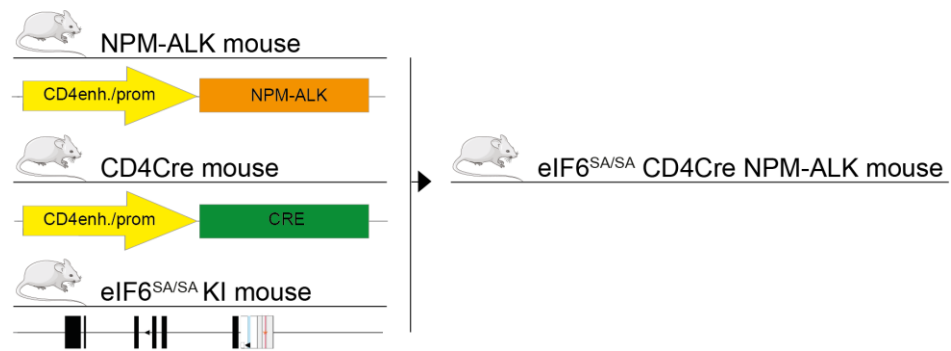 NPM-ALK mouse
CD4enh./prom NPM-ALK
CD4Cre mouse
eIF6SA/SA CD4Cre NPM-ALK mouse
CD4enh./prom CRE
eIF6SA/SA KI mouse